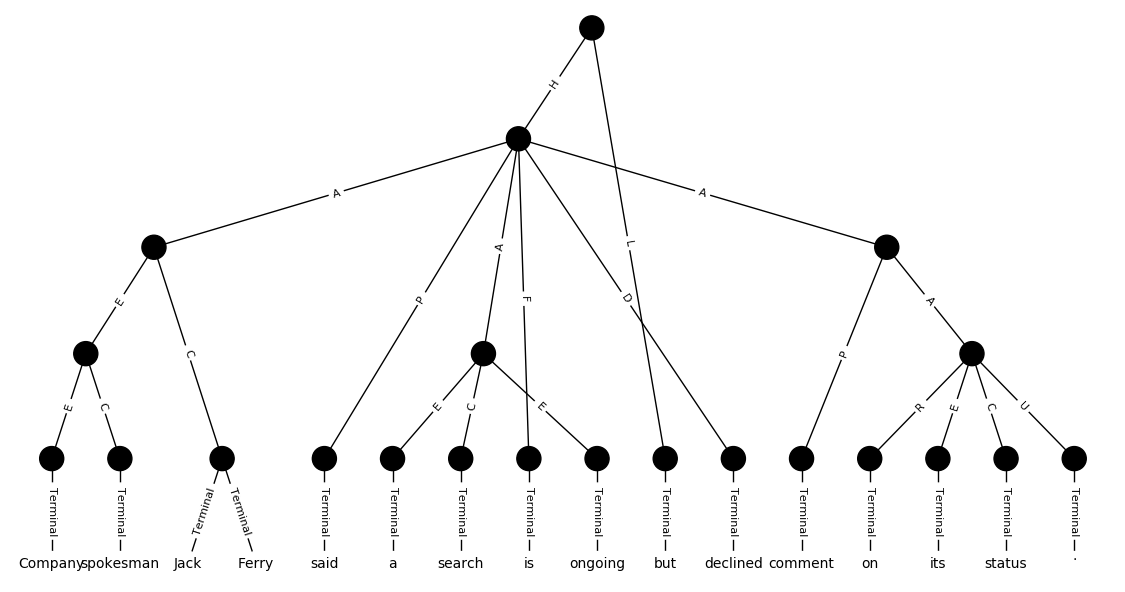 H
A P A F D L A
E C P A
E C E C E R E C U
Terminal Terminal Terminal Terminal Terminal Terminal Terminal Terminal Terminal Terminal Terminal Terminal Terminal Terminal Terminal Terminal
Company spokesman Jack Ferry said a search is ongoing but declined comment on its status .